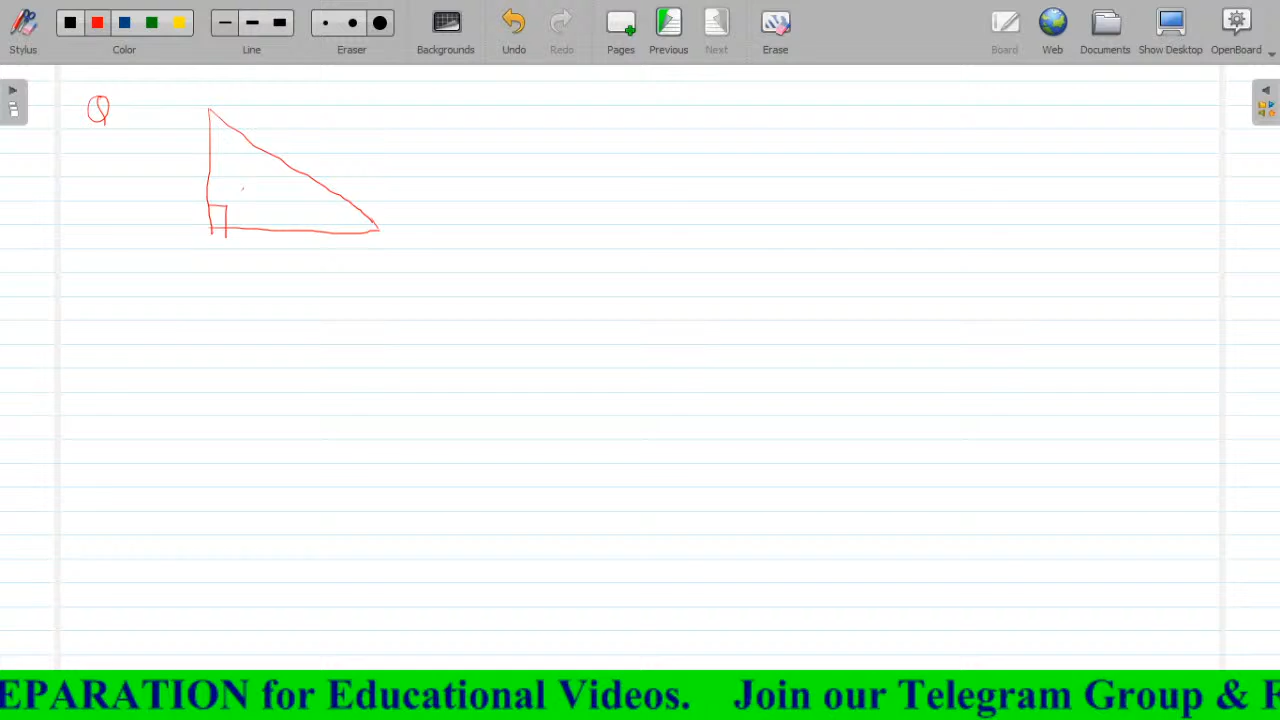 Stylus Color Line Eraser Backgrounds Undo Redo Pages Previous Next Erase Board Web Documents Show Desktop OpenBoard
Q
EPARATION for Educational Videos. Join our Telegram Group &